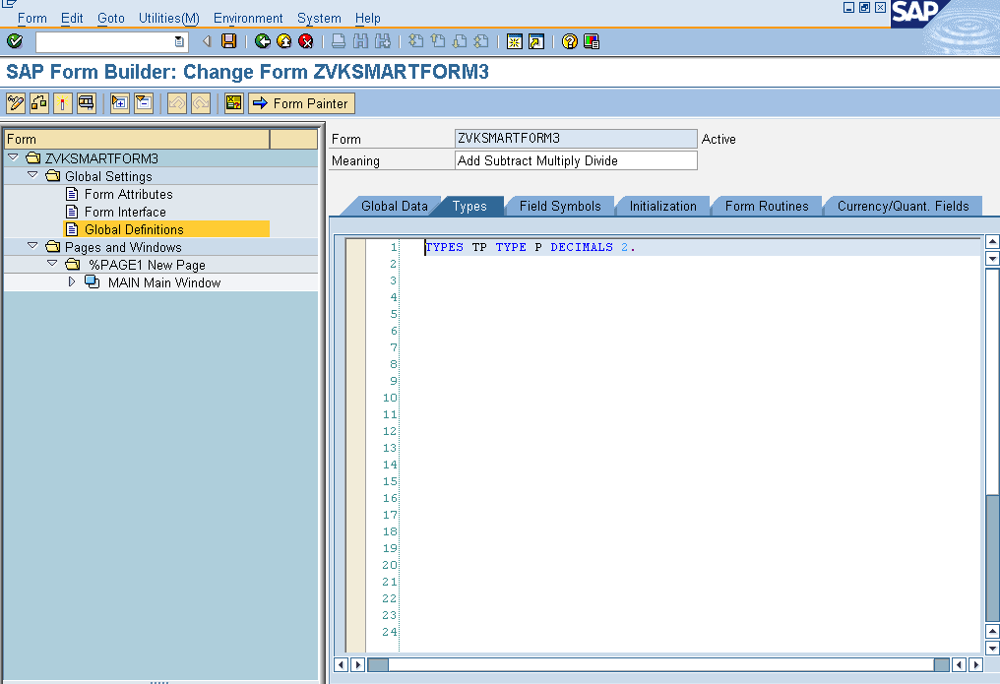 Form Edit Goto Utilities(M) Environment System Help
SAP
SAP Form Builder: Change Form ZVKSMARTFORM3
Form Painter
Form
ZVKSMARTFORM3
Global Settings
Form Attributes
Form Interface
Global Definitions
Pages and Windows
%PAGE1 New Page
MAIN Main Window
Form ZVKSMARTFORM3 Active
Meaning Add Subtract Multiply Divide
Global Data Types Field Symbols Initialization Form Routines Currency/Quant. Fields
1 TYPES TP TYPE P DECIMALS 2.
2
3
4
5
6
7
8
9
10
11
12
13
14
15
16
17
18
19
20
21
22
23
24